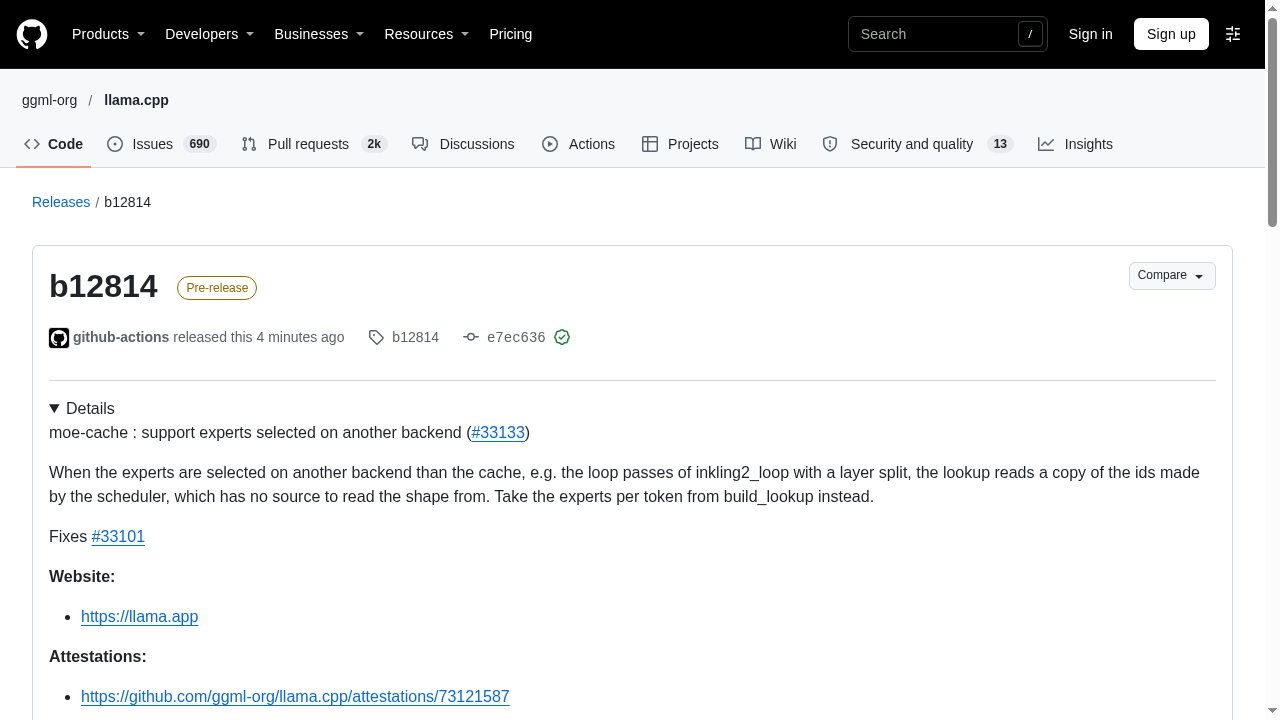 Products Developers Businesses Resources Pricing Search / Sign in Sign up
ggml-org / llama.cpp
Code Issues 690 Pull requests 2k Discussions Actions Projects Wiki Security and quality 13 Insights
Releases / b12814
b12814 Pre-release Compare
github-actions released this 4 minutes ago b12814 e7ec636
Details
moe-cache : support experts selected on another backend (#33133)
When the experts are selected on another backend than the cache, e.g. the loop passes of inkling2_loop with a layer split, the lookup reads a copy of the ids made
by the scheduler, which has no source to read the shape from. Take the experts per token from build_lookup instead.
Fixes #33101
Website:
https://llama.app
Attestations:
https://github.com/ggml-org/llama.cpp/attestations/73121587